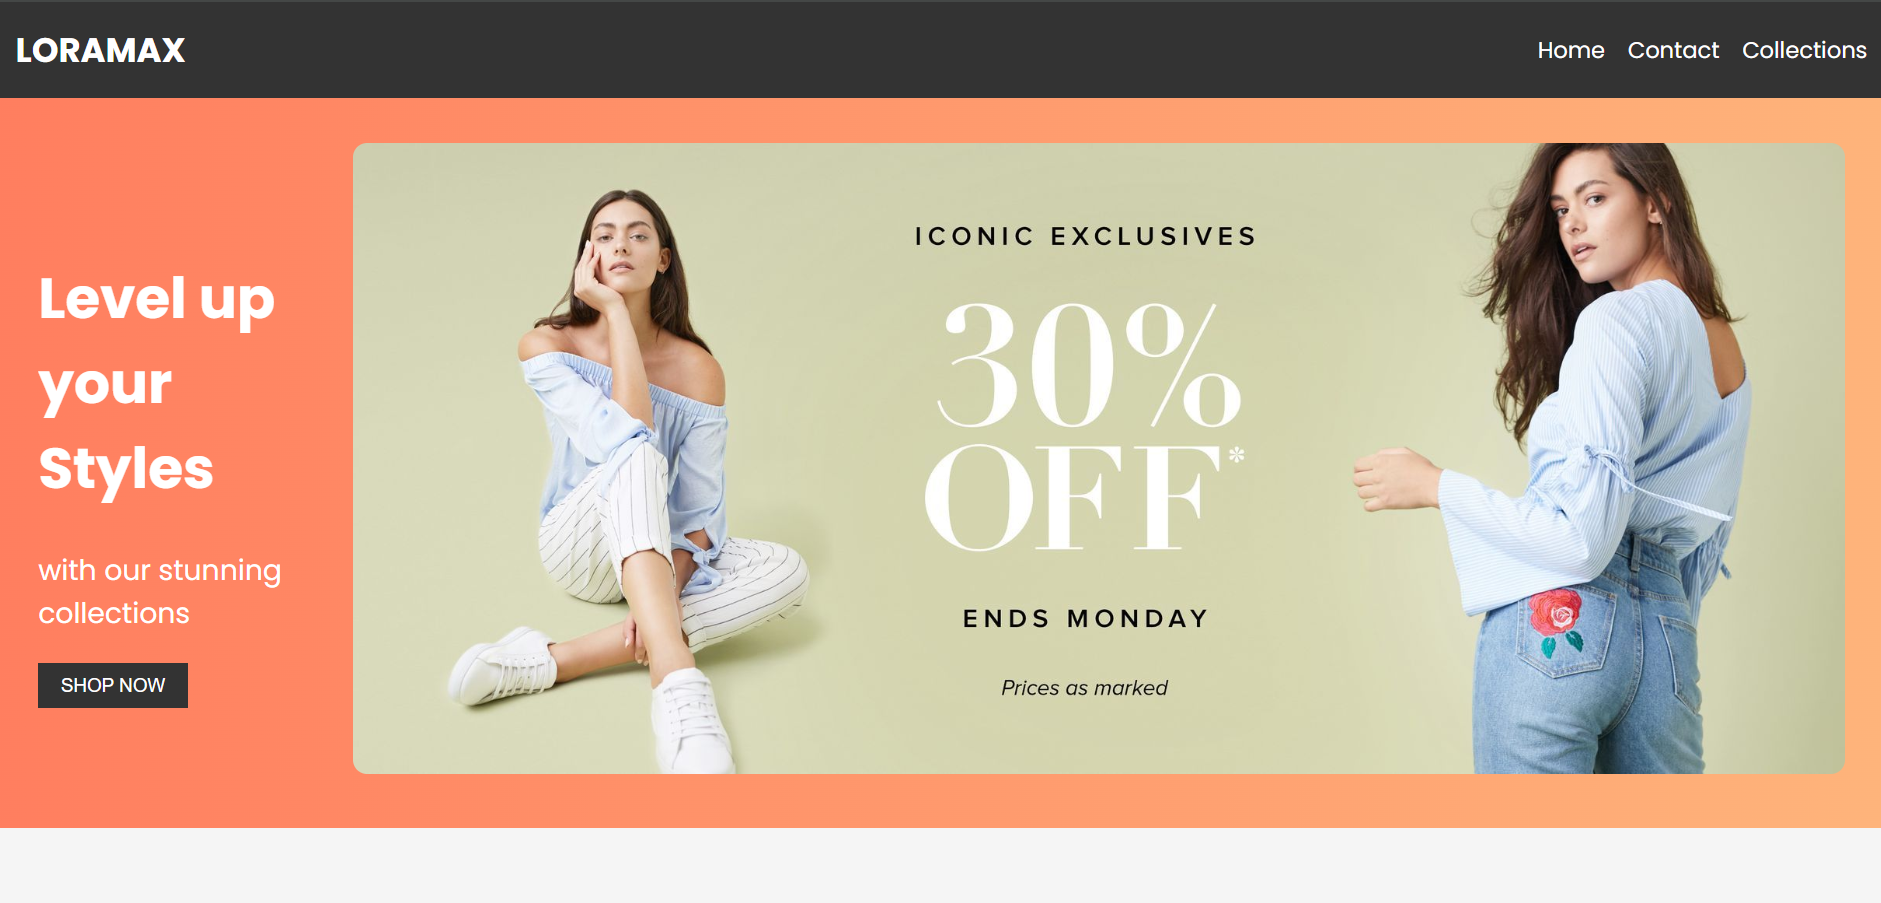 LORAMAX
Home Contact Collections
Level up
your
Styles
with our stunning
collections
SHOP NOW
ICONIC EXCLUSIVES
30%
OFF*
ENDS MONDAY
Prices as marked